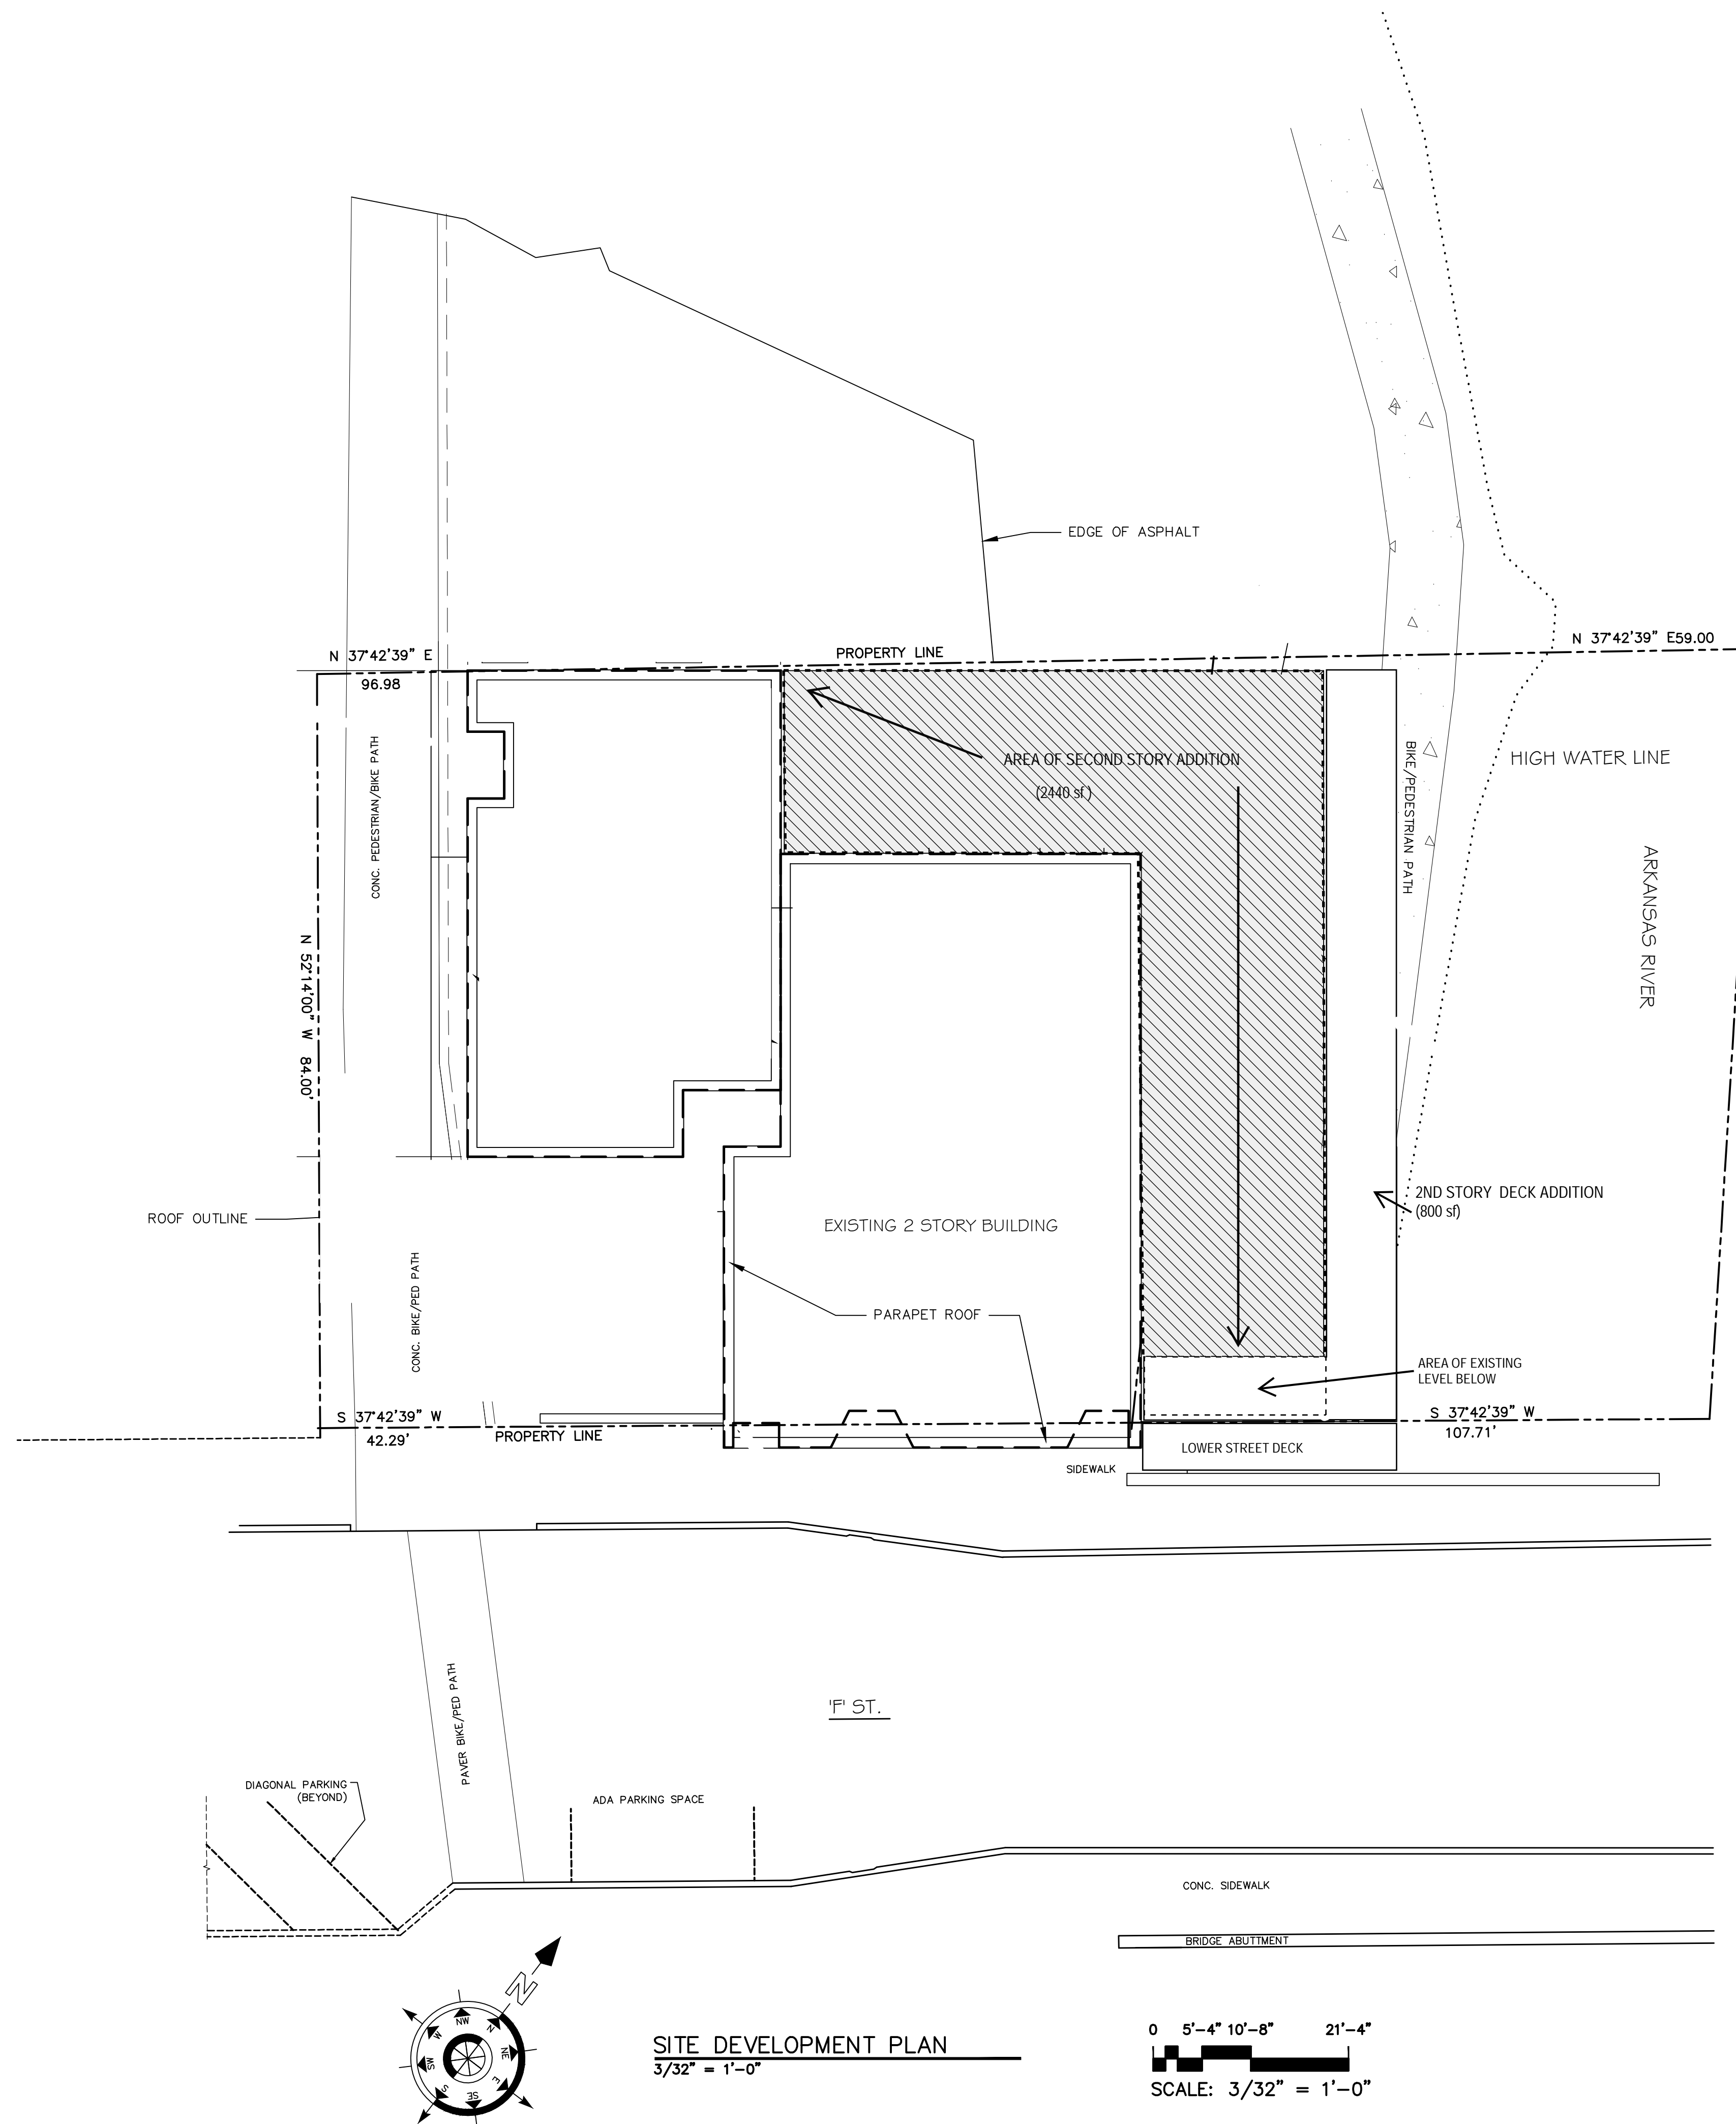 EDGE OF ASPHALT
N 37°42'39" E
96.98
PROPERTY LINE
N 37°42'39" E59.00
CONC. PEDESTRIAN/BIKE PATH
AREA OF SECOND STORY ADDITION
(2440 sf)
BIKE/PEDESTRIAN PATH
HIGH WATER LINE
ARKANSAS RIVER
N 52°14'00" W 84.00'
ROOF OUTLINE
CONC. BIKE/PED PATH
EXISTING 2 STORY BUILDING
2ND STORY DECK ADDITION
(800 sf)
PARAPET ROOF
AREA OF EXISTING
LEVEL BELOW
S 37°42'39" W
42.29'
PROPERTY LINE
S 37°42'39" W
107.71'
LOWER STREET DECK
SIDEWALK
PAVER BIKE/PED PATH
'F' ST.
DIAGONAL PARKING
(BEYOND)
ADA PARKING SPACE
CONC. SIDEWALK
BRIDGE ABUTTMENT
N
NW
N
NE
E
SE
S
SW
W
SITE DEVELOPMENT PLAN
3/32" = 1'-0"
0 5'-4" 10'-8" 21'-4"
SCALE: 3/32" = 1'-0"